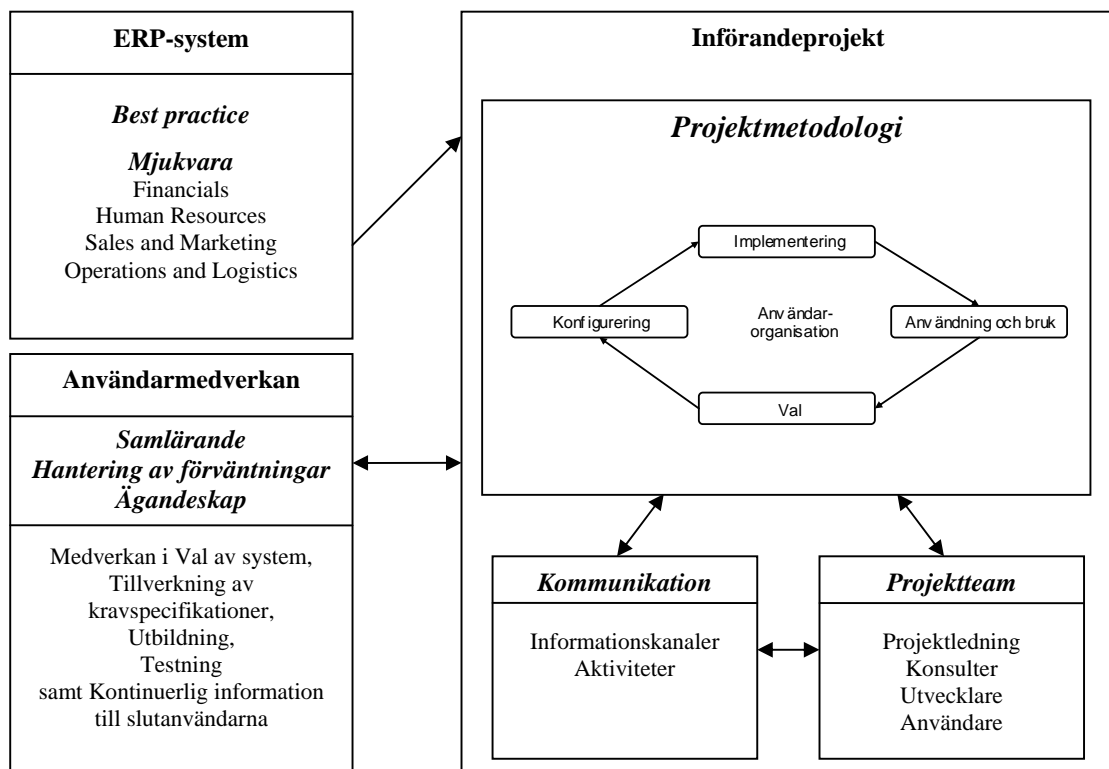 ERP-system
Best practice
Mjukvara
Financials
Human Resources
Sales and Marketing
Operations and Logistics
Användarmedverkan
Samlärande
Hantering av förväntningar
Ägandeskap
Medverkan i Val av system,
Tillverkning av
kravspecifikationer,
Utbildning,
Testning
samt Kontinuerlig information
till slutanvändarna
Införandeprojekt
Projektmetodologi
Implementering
Konfigurering
Användar-
organisation
Användning och bruk
Val
Kommunikation
Informationskanaler
Aktiviteter
Projektteam
Projektledning
Konsulter
Utvecklare
Användare